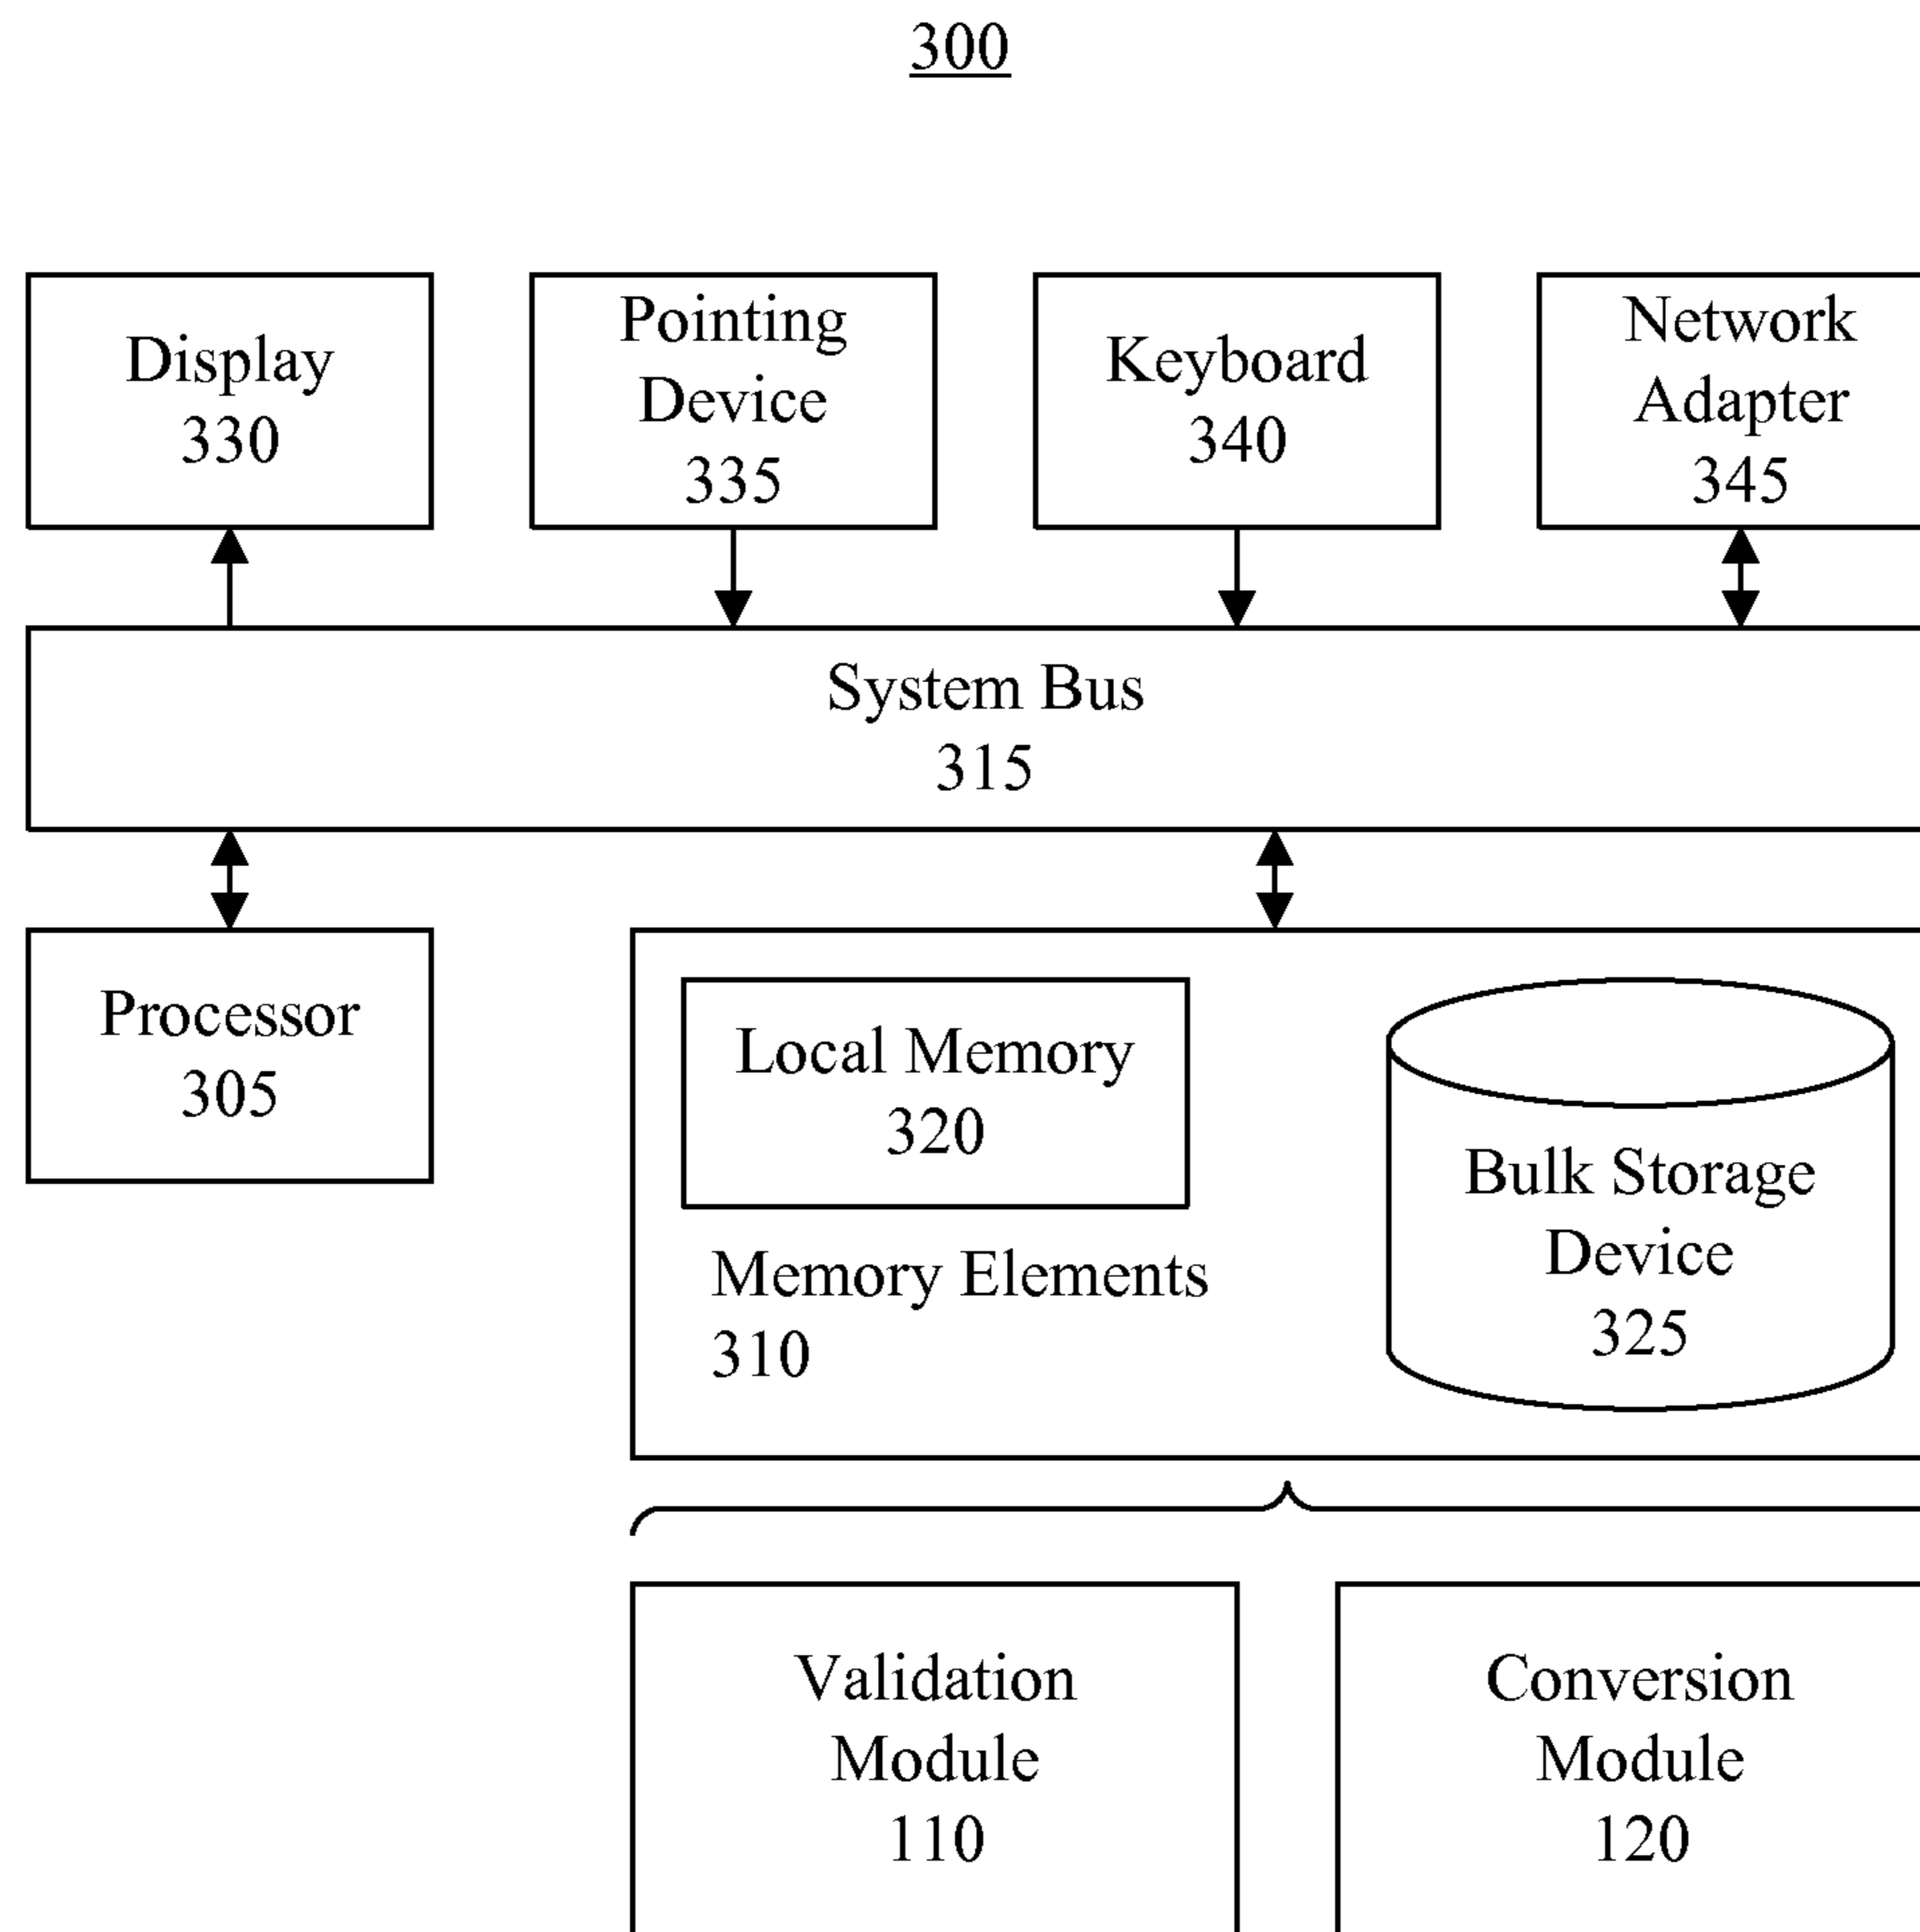 300
Display
330
Pointing
Device
335
Keyboard
340
Network
Adapter
345
System Bus
315
Processor
305
Local Memory
320
Memory Elements
310
Bulk Storage
Device
325
Validation
Module
110
Conversion
Module
120